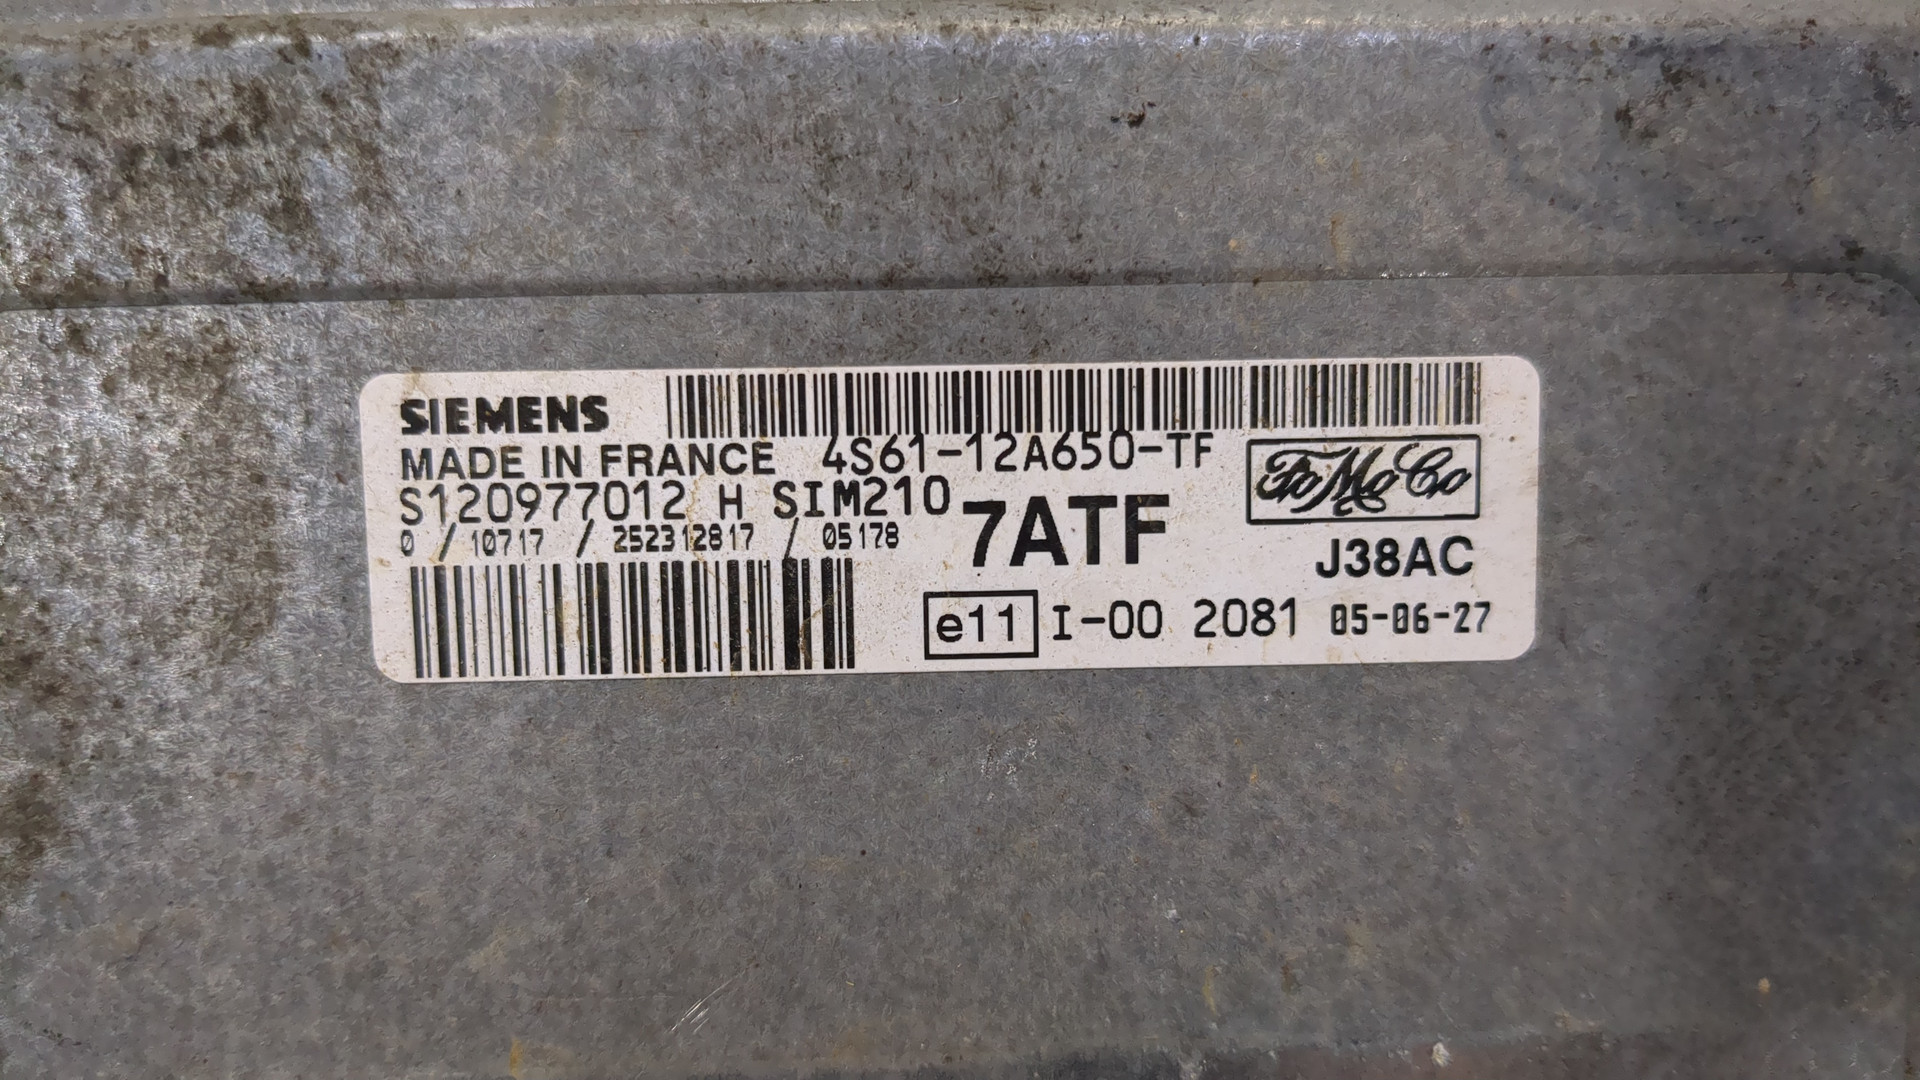 SIEMENS
MADE IN FRANCE 4S61-12A650-TF
FoMoCo
S120977012 H SIM210
7ATF
0 / 10717 / 252312817 / 05178
J38AC
e11 I-00 2081 05-06-27